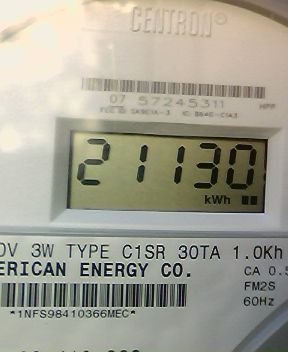 CENTRON®
07 57245311
HPP
21130
kWh
0V 3W TYPE C1SR 30TA 1.0Kh
ERICAN ENERGY CO.
CA 0.5
FM2S
60Hz
*1NFS98410366MEC*